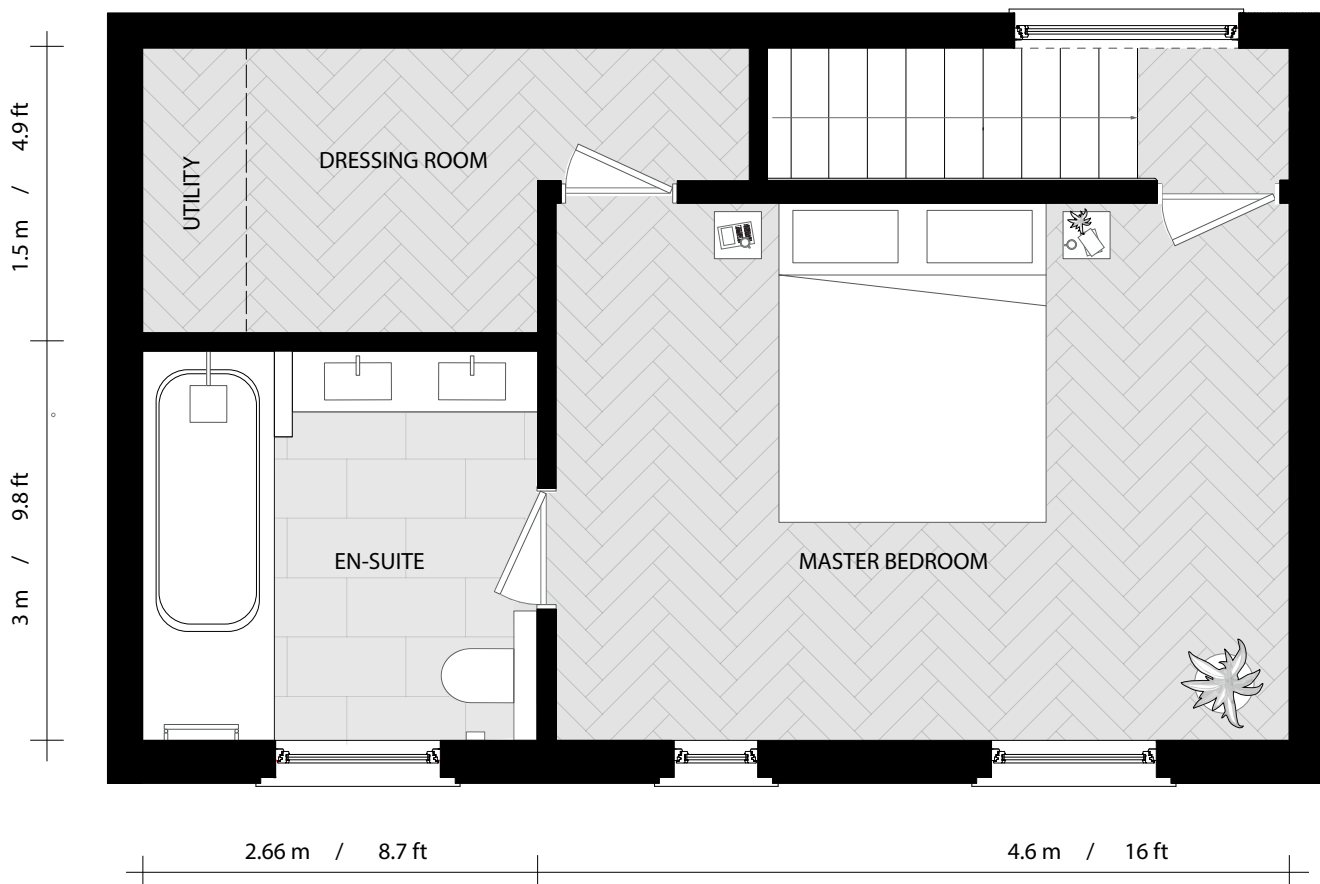 4.9 ft / 1.5 m
UTILITY
DRESSING ROOM
9.8 ft / 3 m
EN-SUITE
MASTER BEDROOM
2.66 m / 8.7 ft
4.6 m / 16 ft